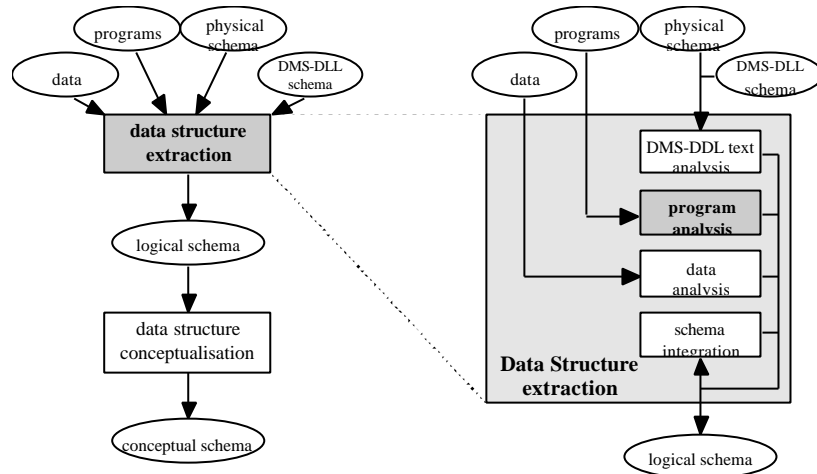 programs
physical
schema
data
DMS-DLL
schema
data structure
extraction
logical schema
data structure
conceptualisation
conceptual schema
programs
physical
schema
data
DMS-DLL
schema
DMS-DDL text
analysis
program
analysis
data
analysis
schema
integration
Data Structure
extraction
logical schema